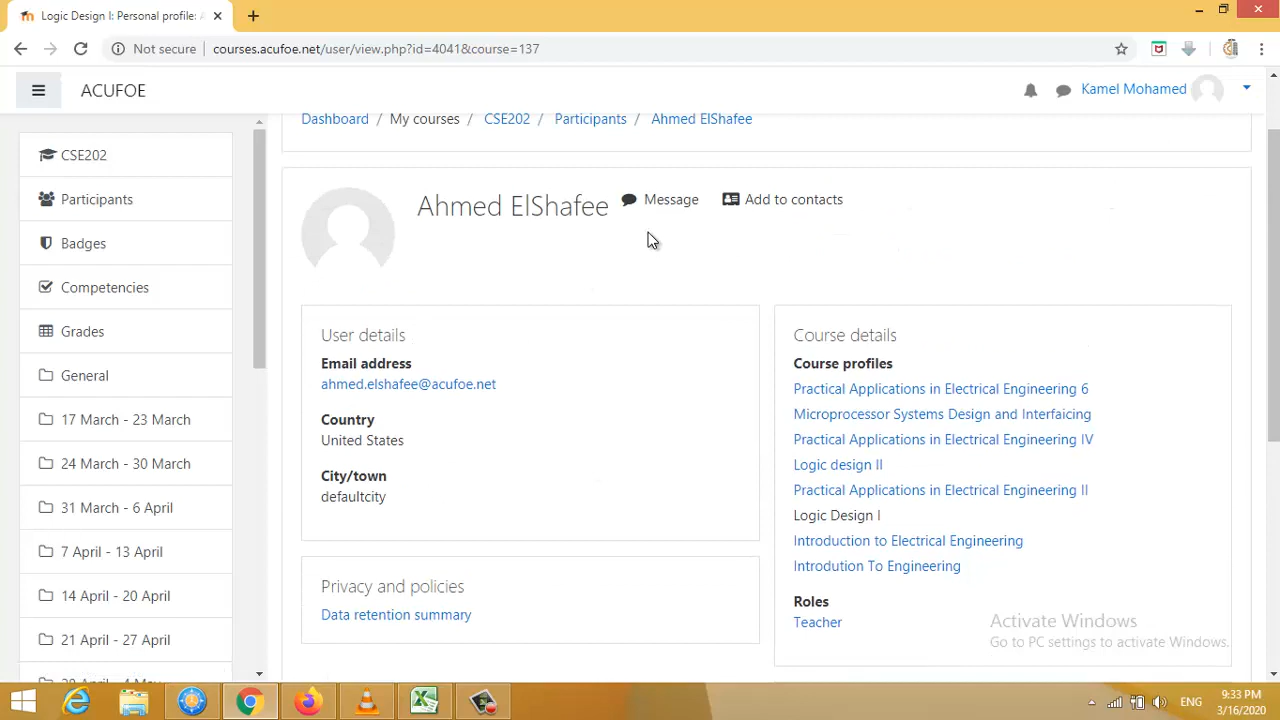 Logic Design I: Personal profile: A
Not secure
courses.acufoe.net/user/view.php?id=4041&course=137
ACUFOE
Kamel Mohamed
Dashboard / My courses / CSE202 / Participants / Ahmed ElShafee
CSE202
Participants
Badges
Competencies
Grades
General
17 March - 23 March
24 March - 30 March
31 March - 6 April
7 April - 13 April
14 April - 20 April
21 April - 27 April
28 April - 4 May
Ahmed ElShafee
Message
Add to contacts
User details
Email address
ahmed.elshafee@acufoe.net
Country
United States
City/town
defaultcity
Privacy and policies
Data retention summary
Course details
Course profiles
Practical Applications in Electrical Engineering 6
Microprocessor Systems Design and Interfaicing
Practical Applications in Electrical Engineering IV
Logic design II
Practical Applications in Electrical Engineering II
Logic Design I
Introduction to Electrical Engineering
Introdution To Engineering
Roles
Teacher
Activate Windows
Go to PC settings to activate Windows.
ENG
9:33 PM
3/16/2020